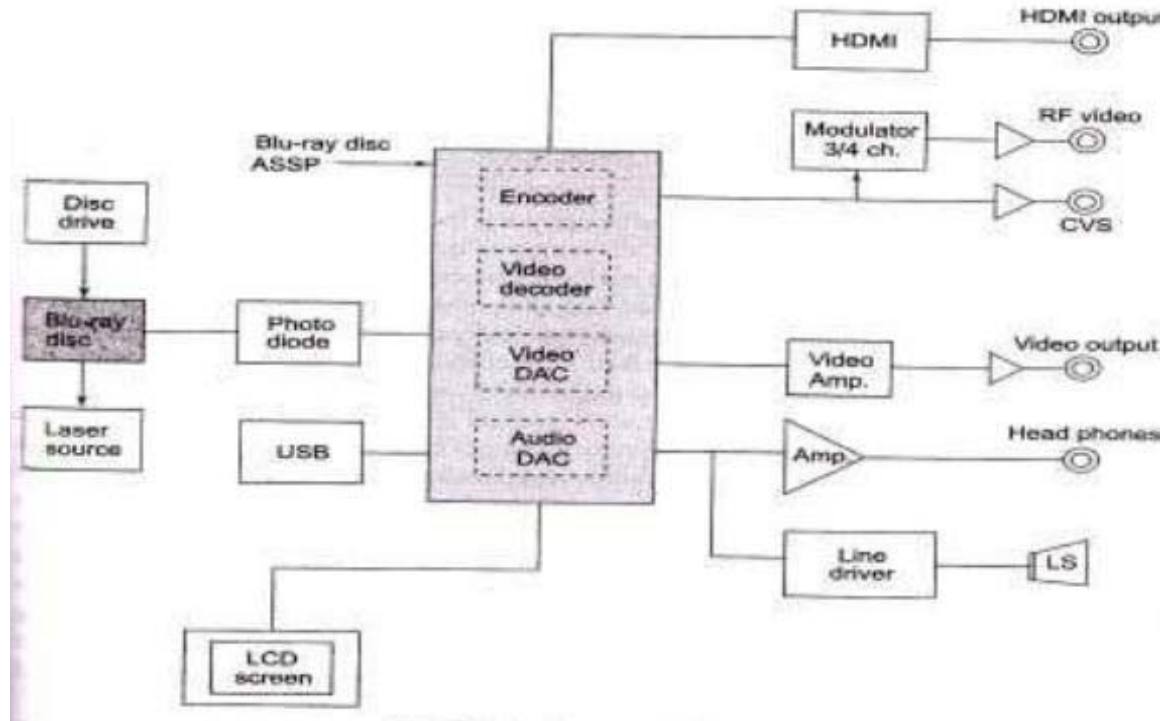 HDMI output
HDMI
RF video
Modulator
3/4 ch.
Blu-ray disc
ASSP
Encoder
CVS
Disc
drive
Video
decoder
Blu-ray
disc
Photo
diode
Video
DAC
Video
Amp.
Video output
Laser
source
USB
Audio
DAC
Amp
Head phones
Line
driver
LS
LCD
screen